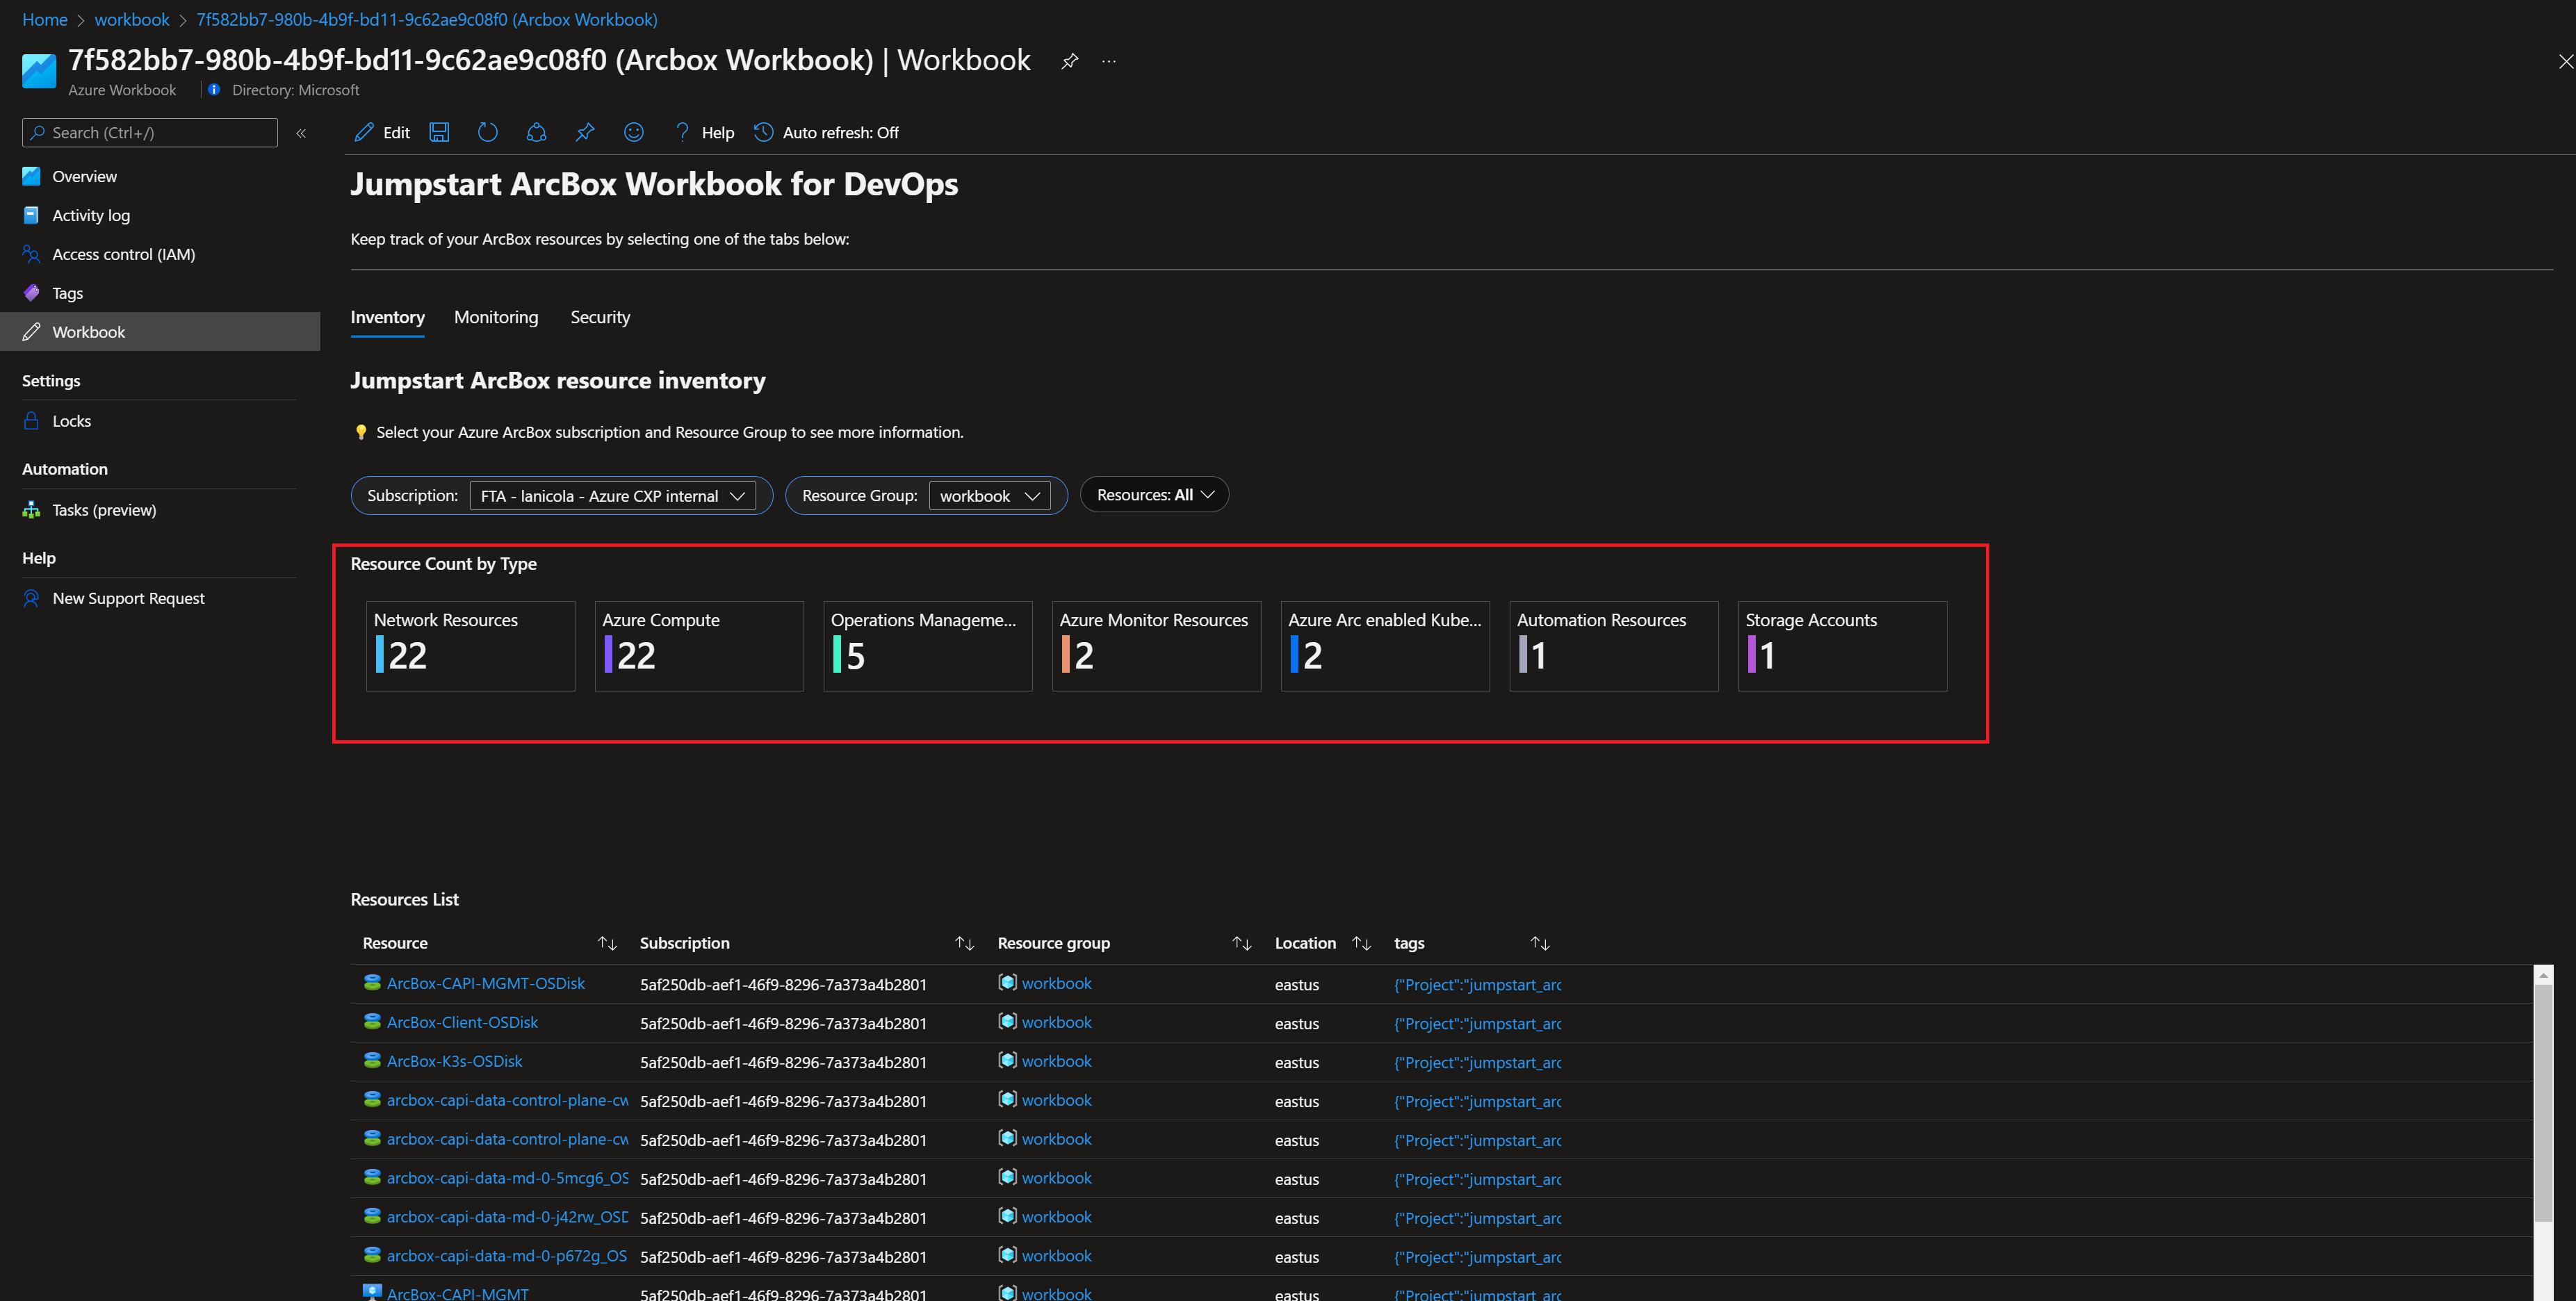 Home > workbook > 7f582bb7-980b-4b9f-bd11-9c62ae9c08f0 (Arcbox Workbook)
7f582bb7-980b-4b9f-bd11-9c62ae9c08f0 (Arcbox Workbook) | Workbook ...
Azure Workbook | Directory: Microsoft
Search (Ctrl+/) «
Edit ? Help Auto refresh: Off
Overview
Activity log
Access control (IAM)
Tags
Workbook
Settings
Locks
Automation
Tasks (preview)
Help
New Support Request
Jumpstart ArcBox Workbook for DevOps
Keep track of your ArcBox resources by selecting one of the tabs below:
Inventory Monitoring Security
Jumpstart ArcBox resource inventory
Select your Azure ArcBox subscription and Resource Group to see more information.
Subscription: FTA - lanicola - Azure CXP internal Resource Group: workbook Resources: All
Resource Count by Type
Network Resources Azure Compute Operations Manageme... Azure Monitor Resources Azure Arc enabled Kube... Automation Resources Storage Accounts
22 22 5 2 2 1 1
Resources List
Resource Subscription Resource group Location tags
ArcBox-CAPI-MGMT-OSDisk 5af250db-aef1-46f9-8296-7a373a4b2801 workbook eastus {"Project":"jumpstart_arc
ArcBox-Client-OSDisk 5af250db-aef1-46f9-8296-7a373a4b2801 workbook eastus {"Project":"jumpstart_arc
ArcBox-K3s-OSDisk 5af250db-aef1-46f9-8296-7a373a4b2801 workbook eastus {"Project":"jumpstart_arc
arcbox-capi-data-control-plane-cw 5af250db-aef1-46f9-8296-7a373a4b2801 workbook eastus {"Project":"jumpstart_arc
arcbox-capi-data-control-plane-cw 5af250db-aef1-46f9-8296-7a373a4b2801 workbook eastus {"Project":"jumpstart_arc
arcbox-capi-data-md-0-5mcg6_OS 5af250db-aef1-46f9-8296-7a373a4b2801 workbook eastus {"Project":"jumpstart_arc
arcbox-capi-data-md-0-j42rw_OSD 5af250db-aef1-46f9-8296-7a373a4b2801 workbook eastus {"Project":"jumpstart_arc
arcbox-capi-data-md-0-p672g_OS 5af250db-aef1-46f9-8296-7a373a4b2801 workbook eastus {"Project":"jumpstart_arc
ArcBox-CAPI-MGMT 5af250db-aef1-46f9-8296-7a373a4b2801 workbook eastus {"Project":"jumpstart_arc